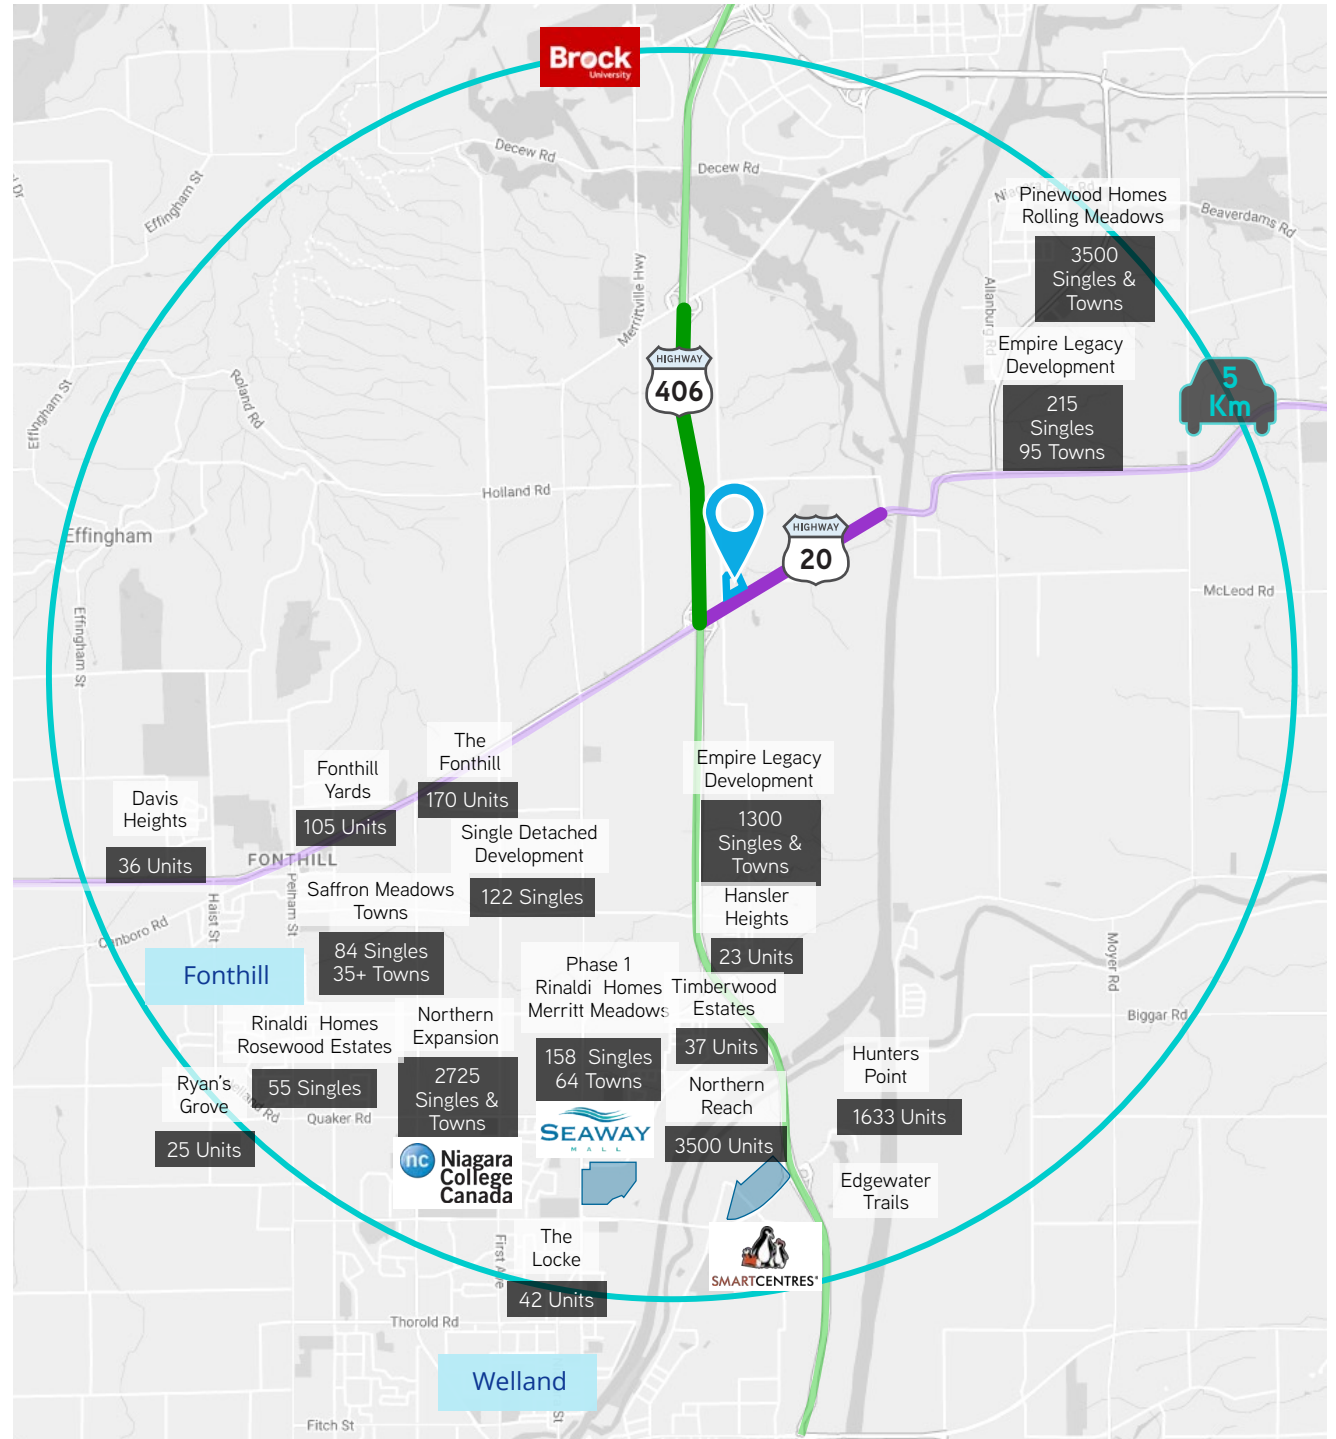 Brock
University
Decew Rd
Decew Rd
Effingham St
Pinewood Homes
Rolling Meadows
Beaverdams Rd
3500
Singles &
Towns
Merrittville Hwy
Allanburg Rd
Empire Legacy
Development
215
Singles
95 Towns
5
Km
HIGHWAY
406
Effingham St
Roland Rd
Holland Rd
HIGHWAY
20
Effingham
McLeod Rd
Effingham St
The
Fonthill
170 Units
Fonthill
Yards
105 Units
Davis
Heights
36 Units
FONTHILL
Empire Legacy
Development
1300
Singles &
Towns
Single Detached
Development
122 Singles
Saffron Meadows
Towns
84 Singles
35+ Towns
Pelham St
Haist St
Canboro Rd
Hansler
Heights
23 Units
Fonthill
Phase 1
Rinaldi Homes
Merritt Meadows
158 Singles
64 Towns
Timberwood
Estates
37 Units
Moyer Rd
Biggar Rd
Rinaldi Homes
Rosewood Estates
55 Singles
Northern
Expansion
2725
Singles &
Towns
Hunters
Point
1633 Units
Ryan's
Grove
25 Units
Quaker Rd
Northern
Reach
3500 Units
SEAWAY
MALL
nc
Niagara
College
Canada
Edgewater
Trails
The
Locke
42 Units
First Ave
SMARTCENTRES
Thorold Rd
Welland
Fitch St